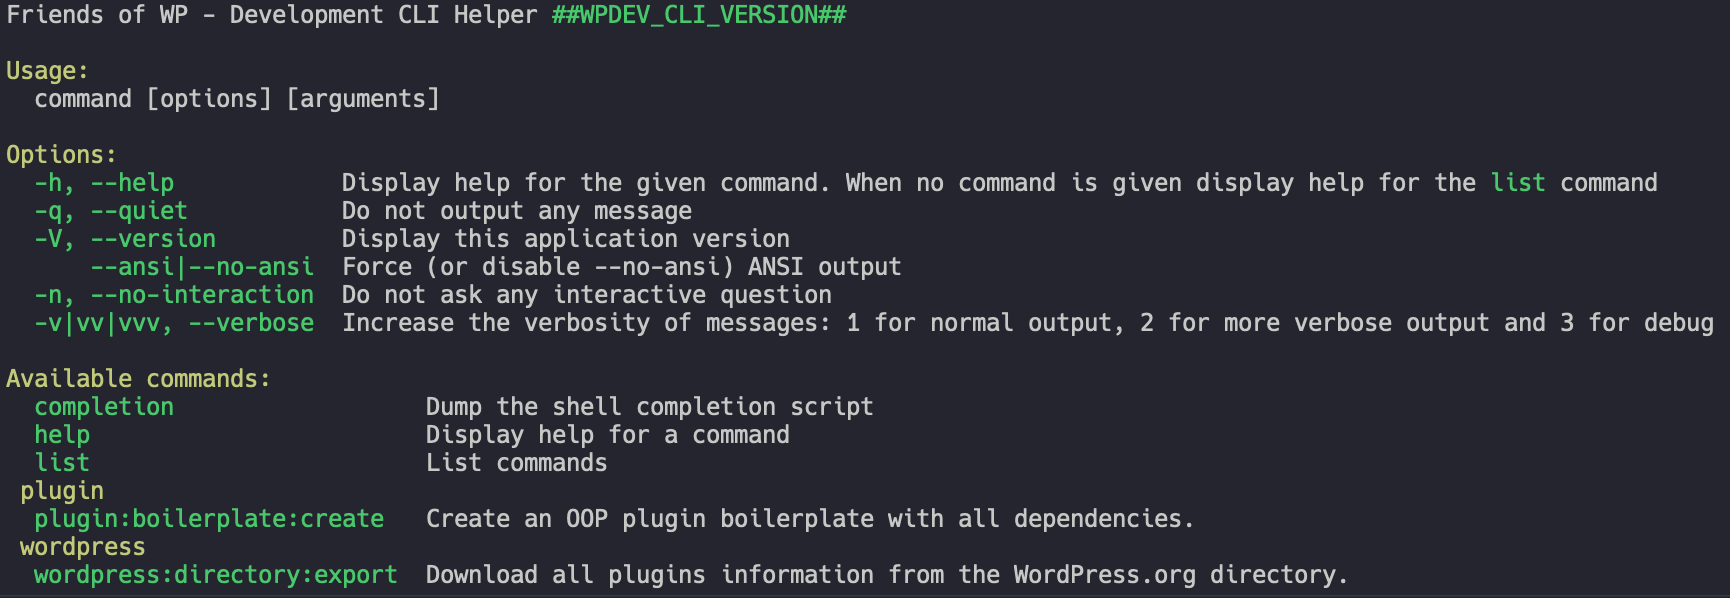 Friends of WP - Development CLI Helper ##WPDEV_CLI_VERSION##
Usage:
command [options] [arguments]
Options:
-h, --help Display help for the given command. When no command is given display help for the list command
-q, --quiet Do not output any message
-V, --version Display this application version
--ansi|--no-ansi Force (or disable --no-ansi) ANSI output
-n, --no-interaction Do not ask any interactive question
-v|vv|vvv, --verbose Increase the verbosity of messages: 1 for normal output, 2 for more verbose output and 3 for debug
Available commands:
completion Dump the shell completion script
help Display help for a command
list List commands
plugin
plugin:boilerplate:create Create an OOP plugin boilerplate with all dependencies.
wordpress
wordpress:directory:export Download all plugins information from the WordPress.org directory.